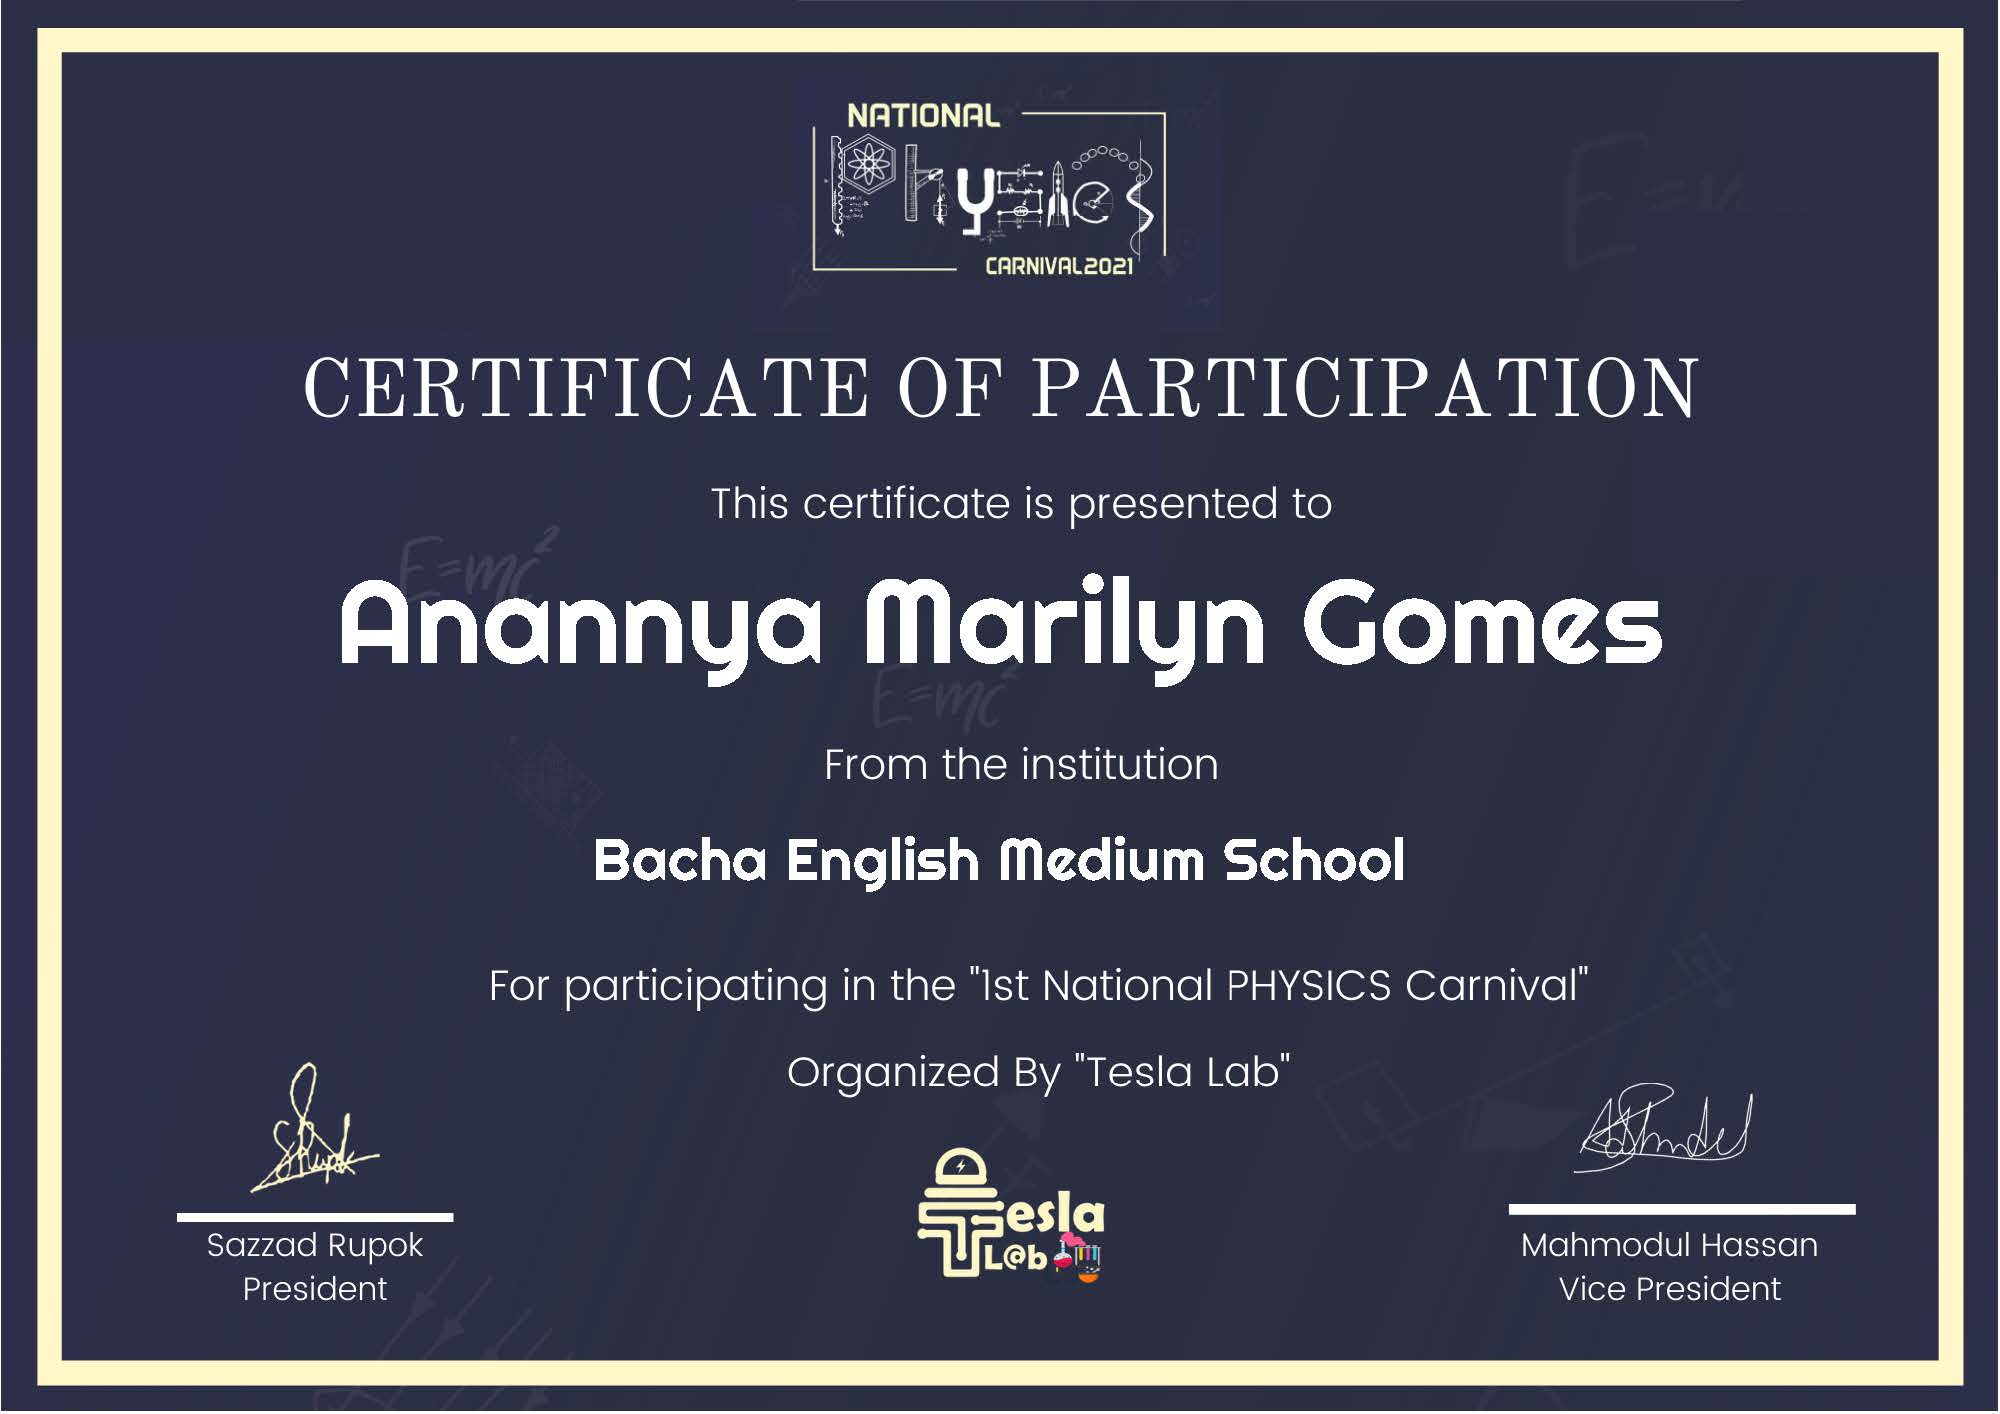 NATIONAL
Physics
CARNIVAL2021
CERTIFICATE OF PARTICIPATION
This certificate is presented to
E=mc²
Anannya Marilyn Gomes
E=mc²
From the institution
Bacha English Medium School
For participating in the "1st National PHYSICS Carnival"
Organized By "Tesla Lab"
Tesla
L@b
Sazzad Rupok
President
Mahmodul Hassan
Vice President